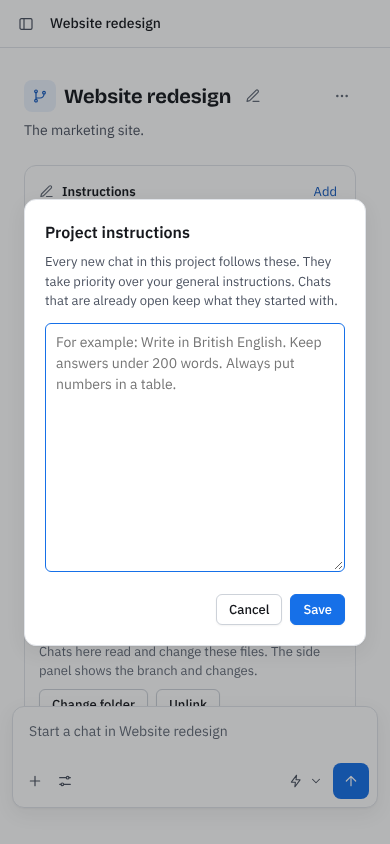 Website redesign
Website redesign
The marketing site.
Instructions
Add
Project instructions
Every new chat in this project follows these. They
take priority over your general instructions. Chats
that are already open keep what they started with.
For example: Write in British English. Keep
answers under 200 words. Always put
numbers in a table.
Cancel
Save
Chats here read and change these files. The side
panel shows the branch and changes.
Change folder
Unlink
Start a chat in Website redesign